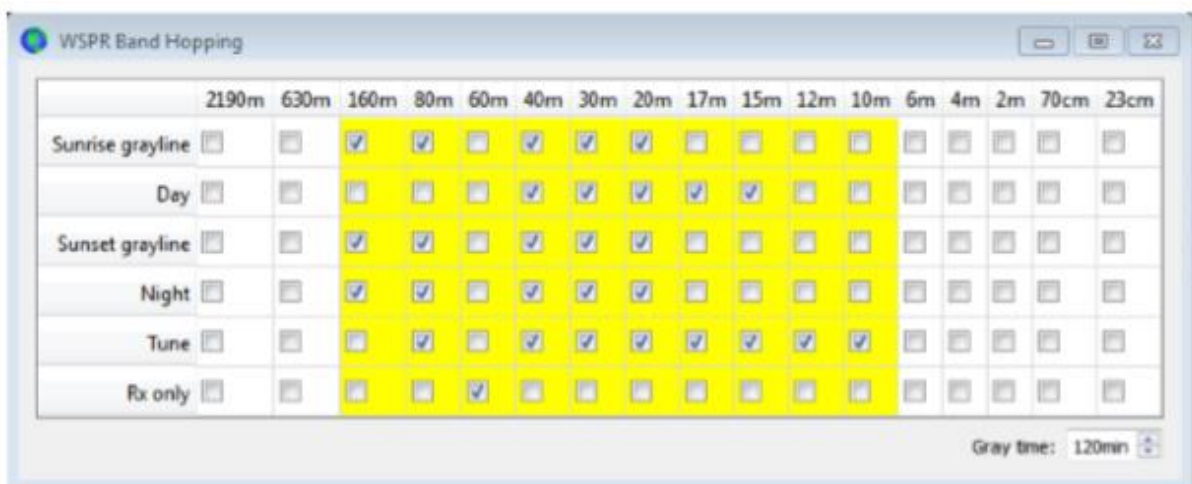 WSPR Band Hopping
2190m 630m 160m 80m 60m 40m 30m 20m 17m 15m 12m 10m 6m 4m 2m 70cm 23cm
Sunrise grayline
Day
Sunset grayline
Night
Tune
Rx only
Gray time: 120min